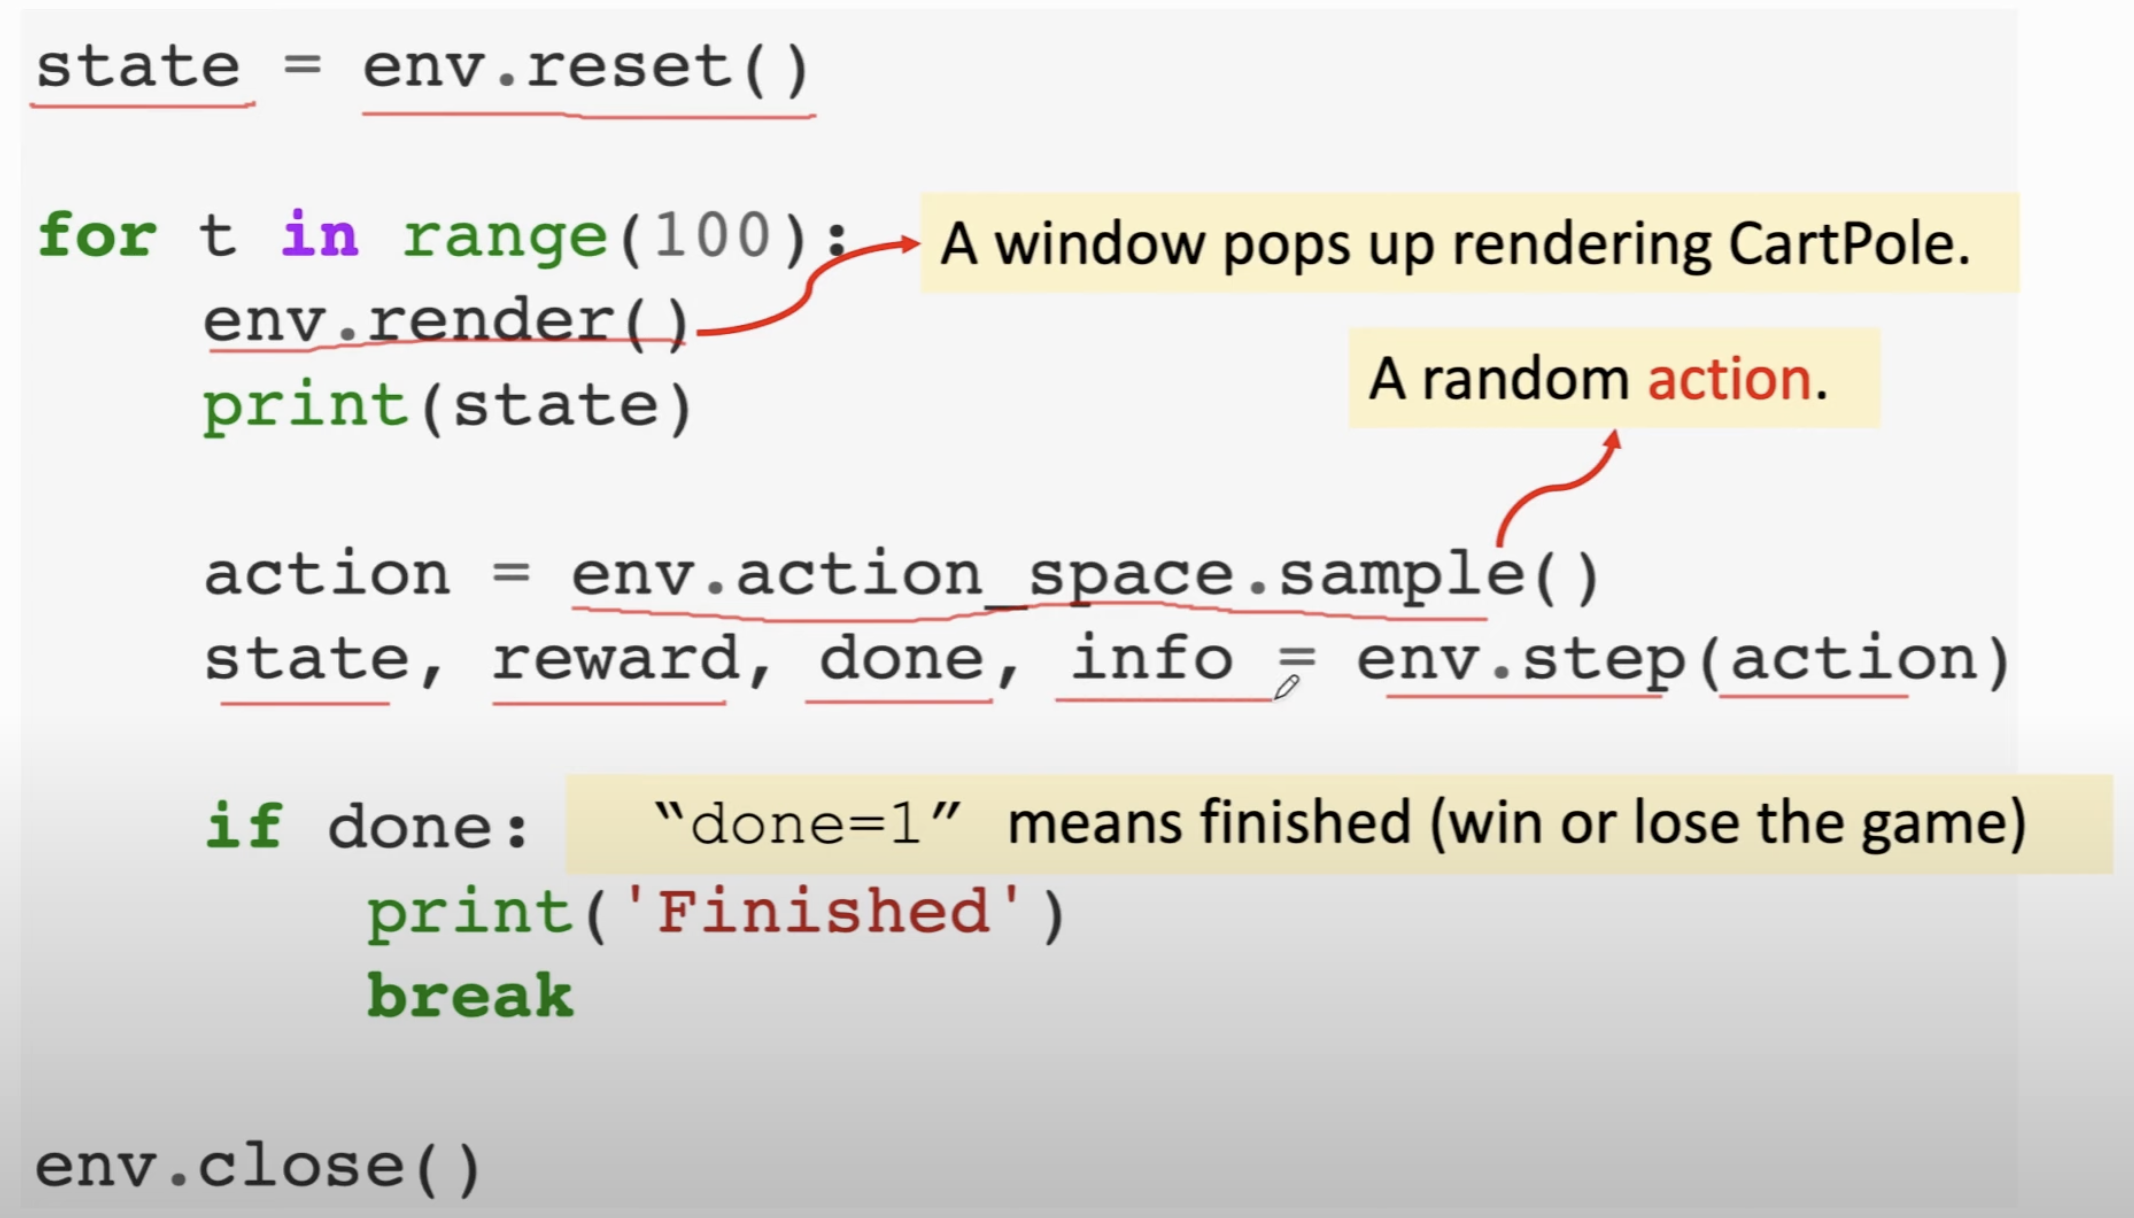 state = env.reset()
for t in range(100):
A window pops up rendering CartPole.
    env.render()
    print(state)
A random action.
    action = env.action_space.sample()
    state, reward, done, info = env.step(action)
    if done:
“done=1” means finished (win or lose the game)
        print('Finished')
        break
env.close()